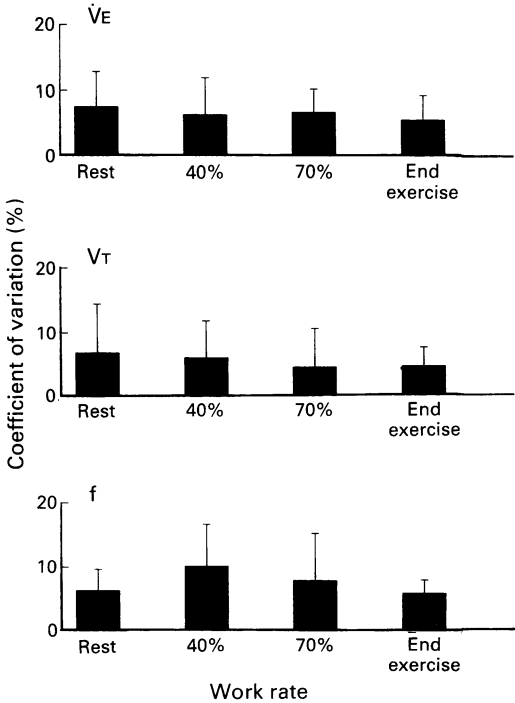 V̇E
20
10
0
Rest 40% 70% End
exercise
VT
20
10
0
Rest 40% 70% End
exercise
f
20
10
0
Rest 40% 70% End
exercise
Coefficient of variation (%)
Work rate